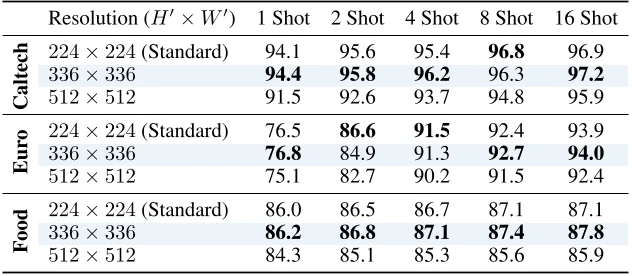 Resolution (H′ × W′) 1 Shot 2 Shot 4 Shot 8 Shot 16 Shot
Caltech
224 × 224 (Standard) 94.1 95.6 95.4 96.8 96.9
336 × 336 94.4 95.8 96.2 96.3 97.2
512 × 512 91.5 92.6 93.7 94.8 95.9
Euro
224 × 224 (Standard) 76.5 86.6 91.5 92.4 93.9
336 × 336 76.8 84.9 91.3 92.7 94.0
512 × 512 75.1 82.7 90.2 91.5 92.4
Food
224 × 224 (Standard) 86.0 86.5 86.7 87.1 87.1
336 × 336 86.2 86.8 87.1 87.4 87.8
512 × 512 84.3 85.1 85.3 85.6 85.9